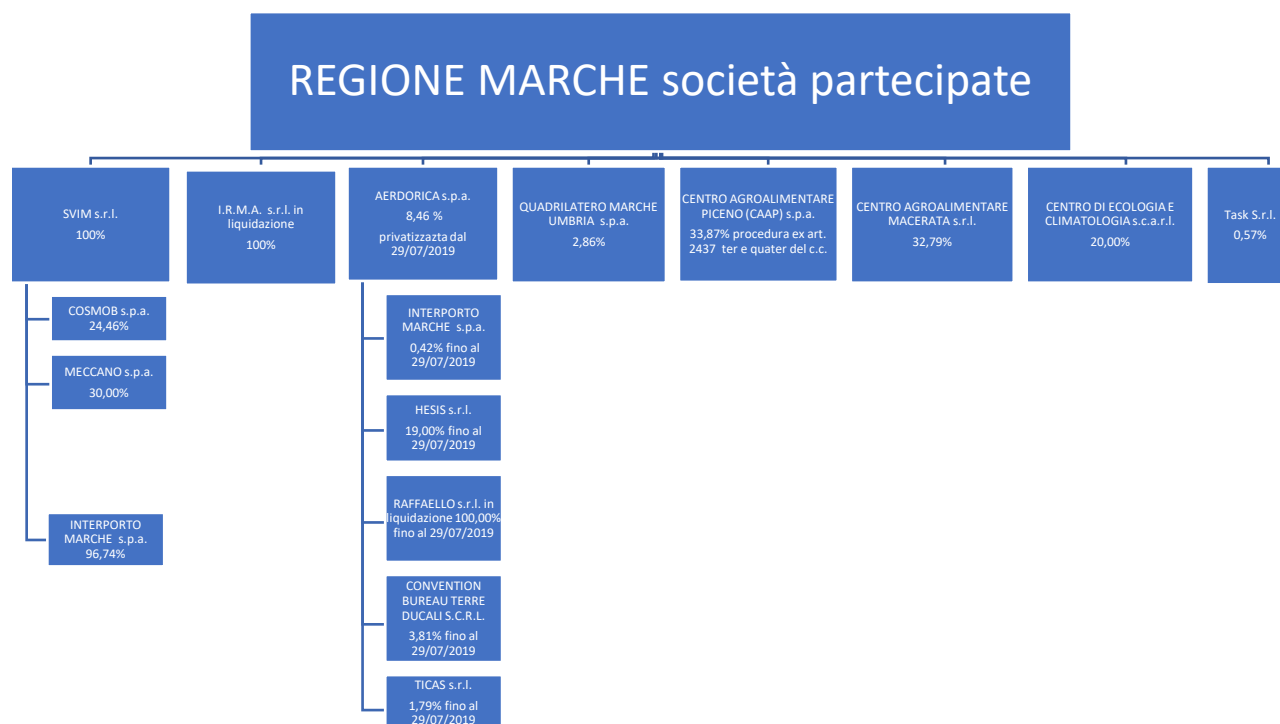 REGIONE MARCHE società partecipate
SVIM s.r.l.
100%
I.R.M.A. s.r.l. in
liquidazione
100%
AERDORICA s.p.a.
8,46 %
privatizzazta dal
29/07/2019
QUADRILATERO MARCHE
UMBRIA s.p.a.
2,86%
CENTRO AGROALIMENTARE
PICENO (CAAP) s.p.a.
33,87% procedura ex art.
2437 ter e quater del c.c.
CENTRO AGROALIMENTARE
MACERATA s.r.l.
32,79%
CENTRO DI ECOLOGIA E
CLIMATOLOGIA s.c.a.r.l.
20,00%
Task S.r.l.
0,57%
COSMOB s.p.a.
24,46%
MECCANO s.p.a.
30,00%
INTERPORTO
MARCHE s.p.a.
96,74%
INTERPORTO
MARCHE s.p.a.
0,42% fino al
29/07/2019
HESIS s.r.l.
19,00% fino al
29/07/2019
RAFFAELLO s.r.l. in
liquidazione 100,00%
fino al 29/07/2019
CONVENTION
BUREAU TERRE
DUCALI S.C.R.L.
3,81% fino al
29/07/2019
TICAS s.r.l.
1,79% fino al
29/07/2019